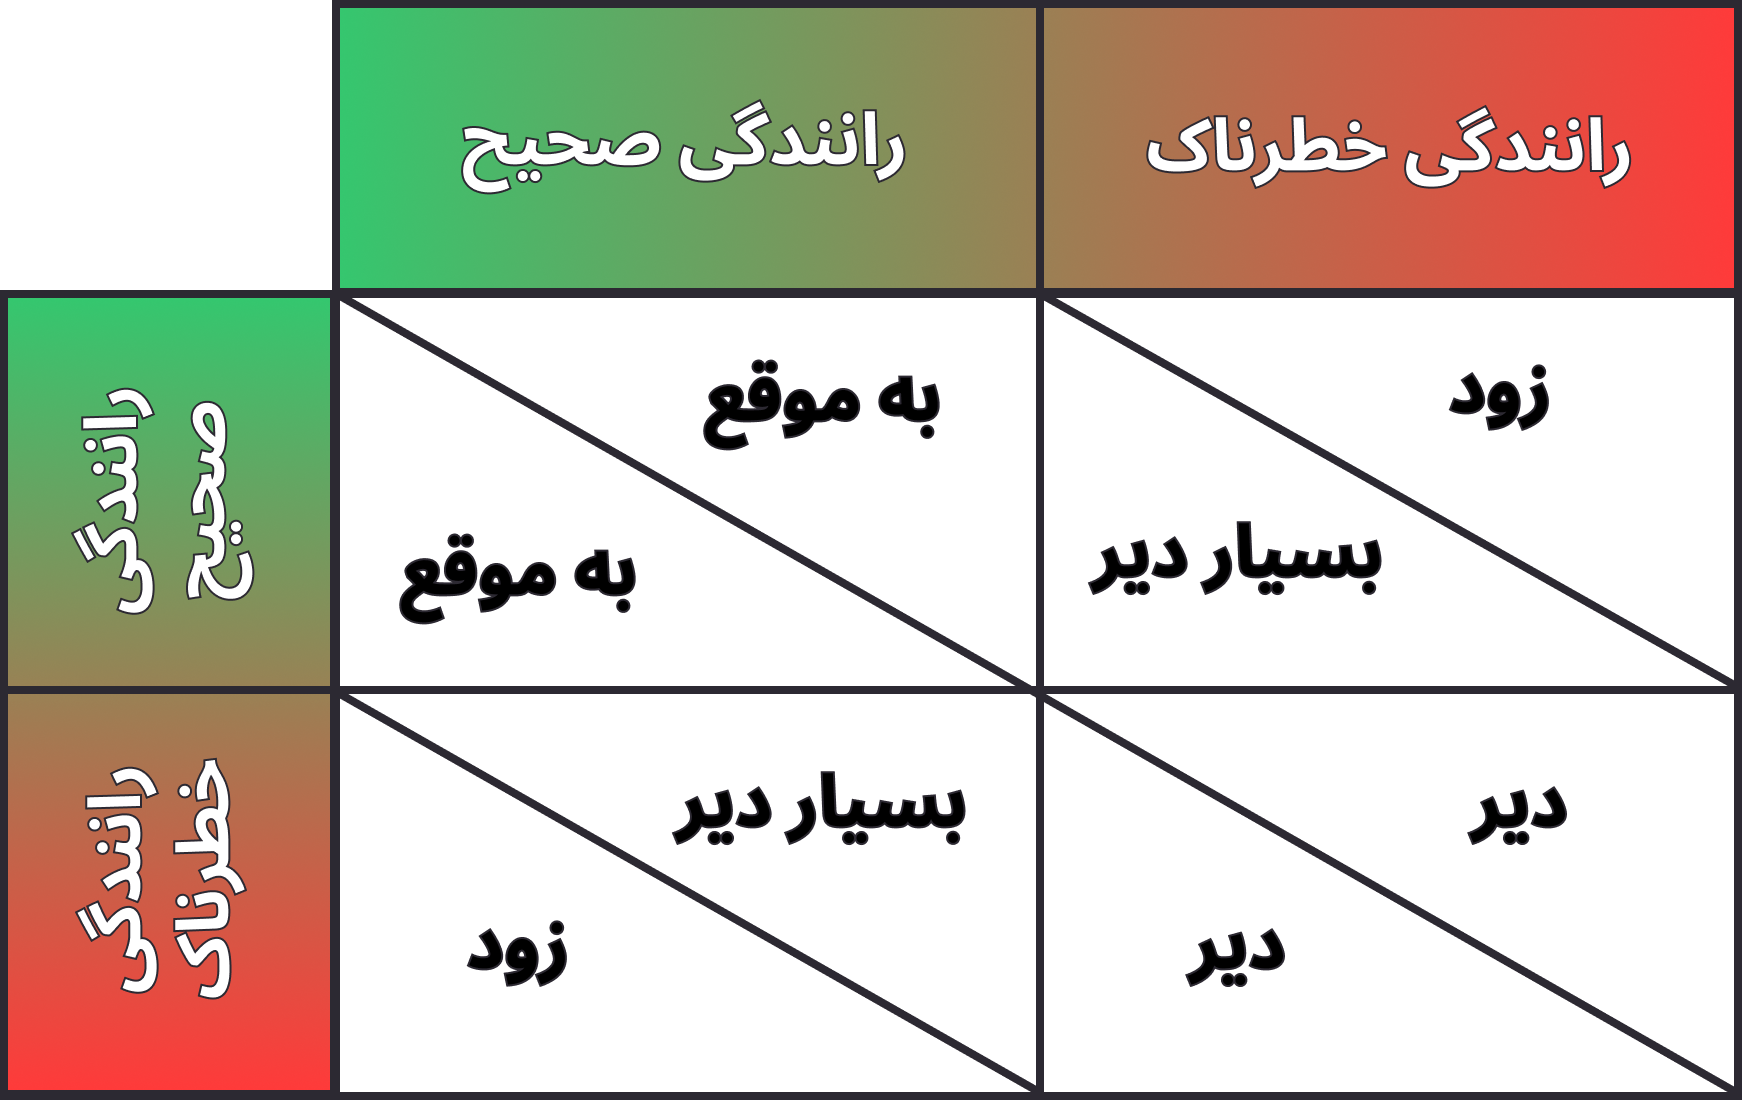 رانندگی خطرناک
رانندگی صحیح
زود
به موقع
رانندگی
صحیح
بسیار دیر
به موقع
دیر
بسیار دیر
رانندگی
خطرناک
دیر
زود